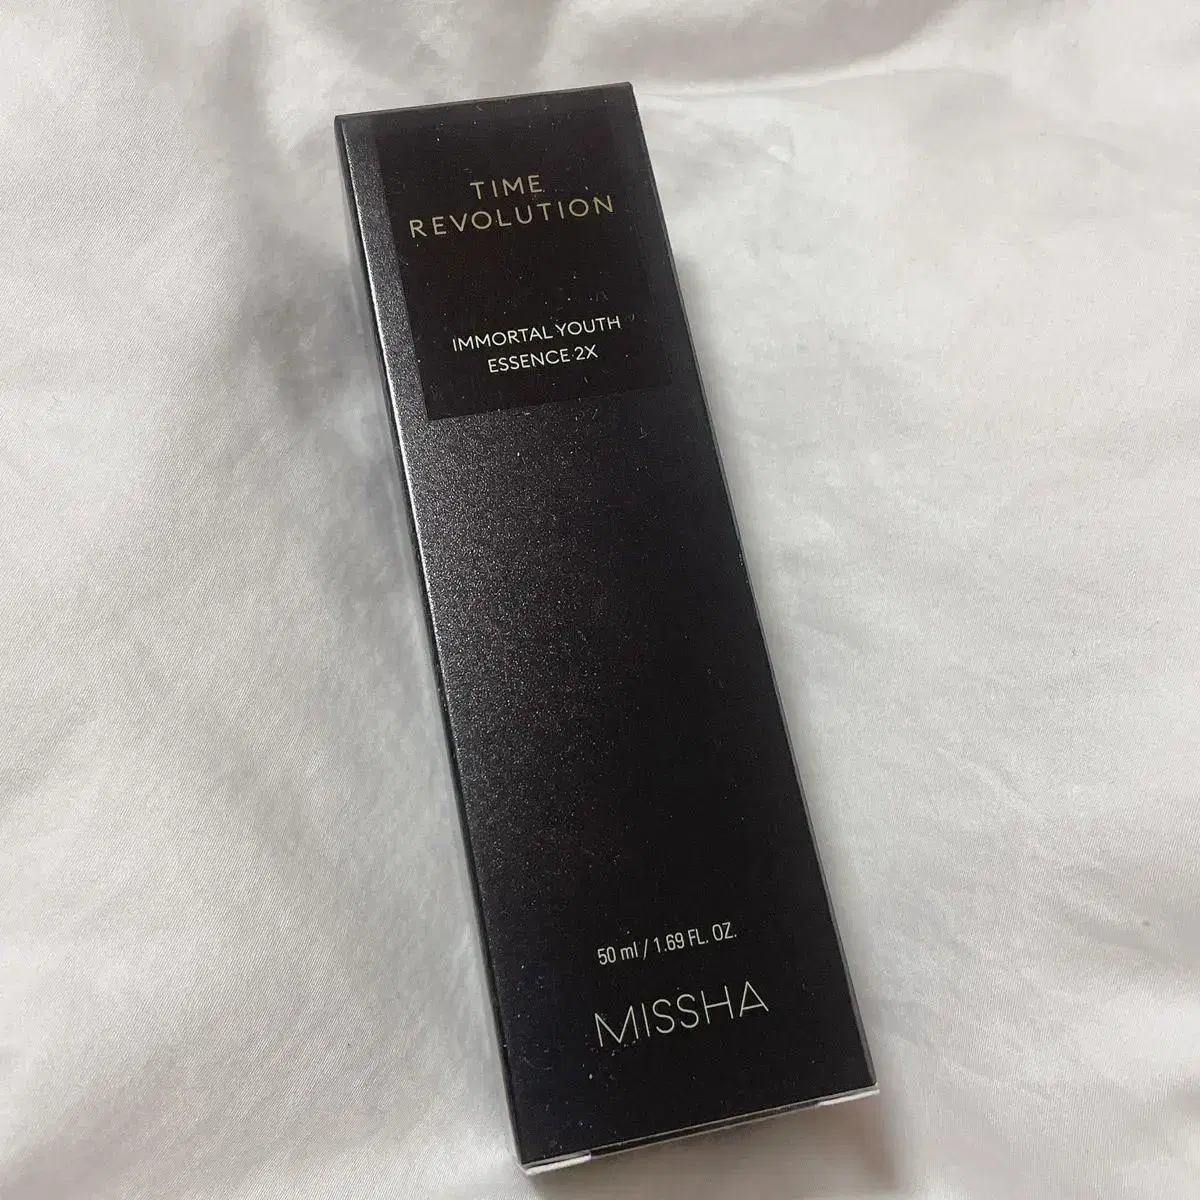 TIME
REVOLUTION
IMMORTAL YOUTH
ESSENCE 2X
50 ml / 1.69 FL. OZ.
MISSHA